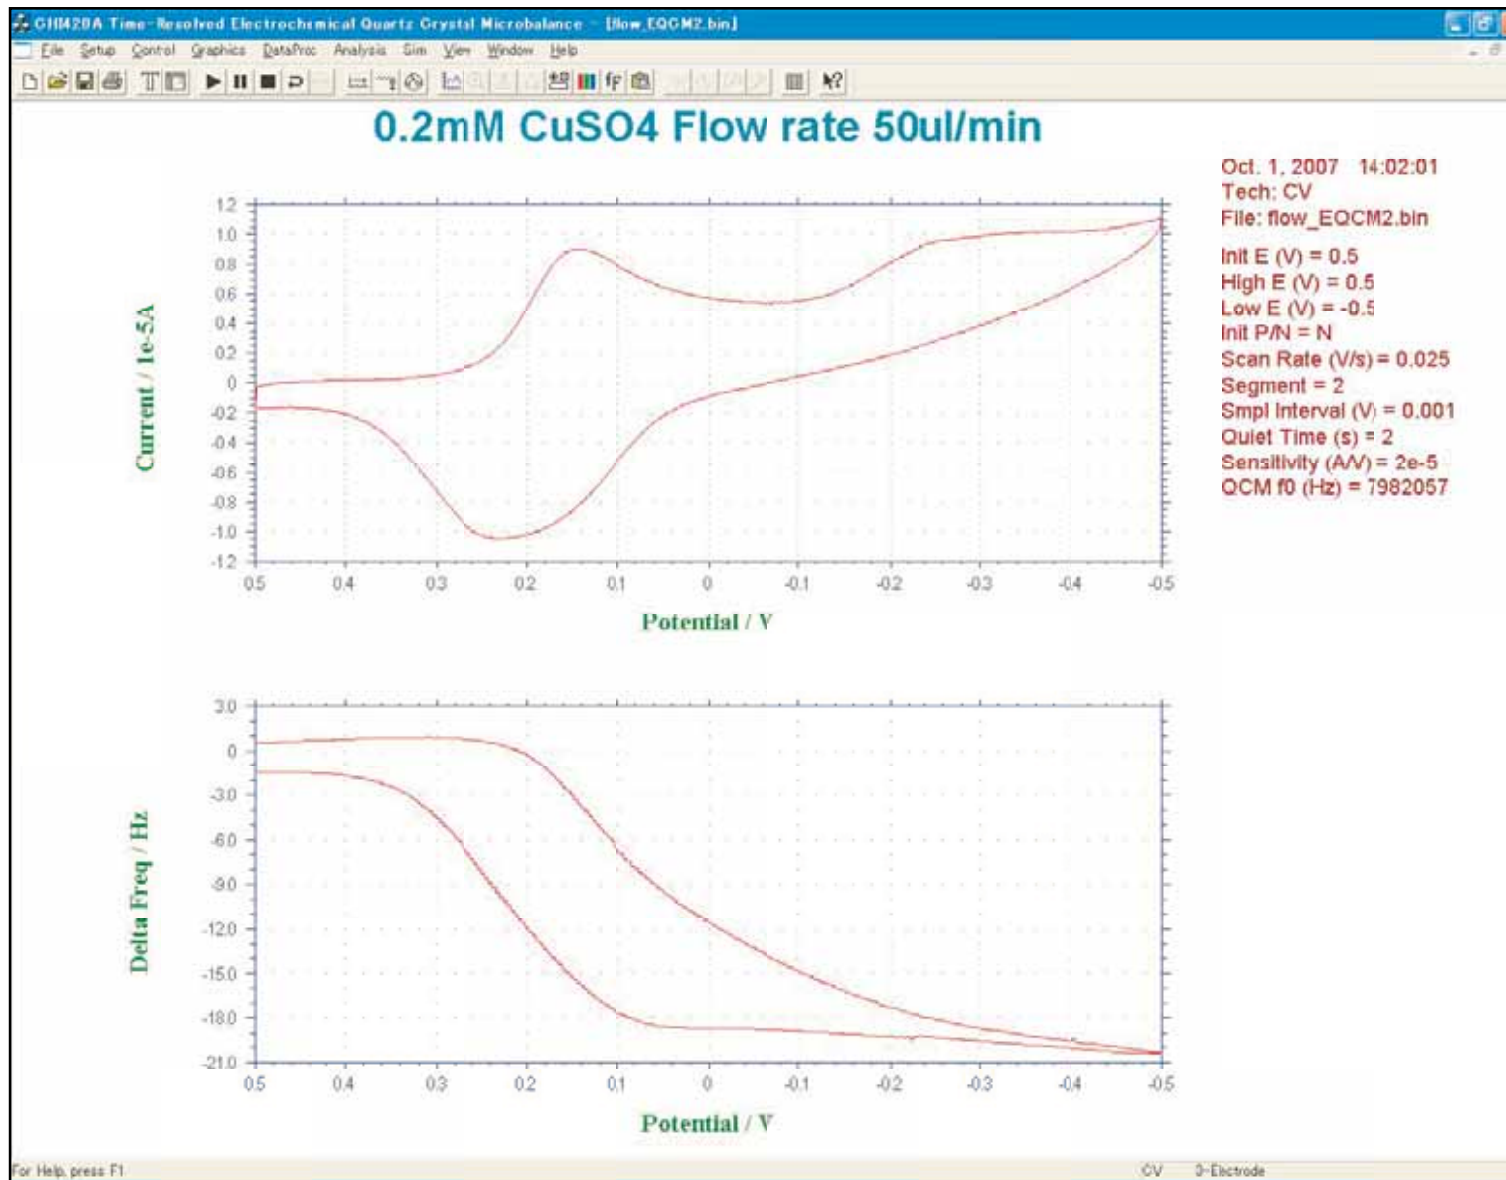 CHI420A Time-Resolved Electrochemical Quartz Crystal Microbalance - [flow_EQCM2.bin]
File Setup Control Graphics DataProc Analysis Sim View Window Help
0.2mM CuSO4 Flow rate 50ul/min
Oct. 1, 2007 14:02:01
Tech: CV
File: flow_EQCM2.bin
Init E (V) = 0.5
High E (V) = 0.5
Low E (V) = -0.5
Init P/N = N
Scan Rate (V/s) = 0.025
Segment = 2
Smpl Interval (V) = 0.001
Quiet Time (s) = 2
Sensitivity (A/V) = 2e-5
QCM f0 (Hz) = 7982057
Current / 1e-5A
1.2
1.0
0.8
0.6
0.4
0.2
0
-0.2
-0.4
-0.6
-0.8
-1.0
-1.2
0.5 0.4 0.3 0.2 0.1 0 -0.1 -0.2 -0.3 -0.4 -0.5
Potential / V
Delta Freq / Hz
3.0
0
-3.0
-6.0
-9.0
-12.0
-15.0
-18.0
-21.0
0.5 0.4 0.3 0.2 0.1 0 -0.1 -0.2 -0.3 -0.4 -0.5
Potential / V
For Help, press F1
CV 3-Electrode